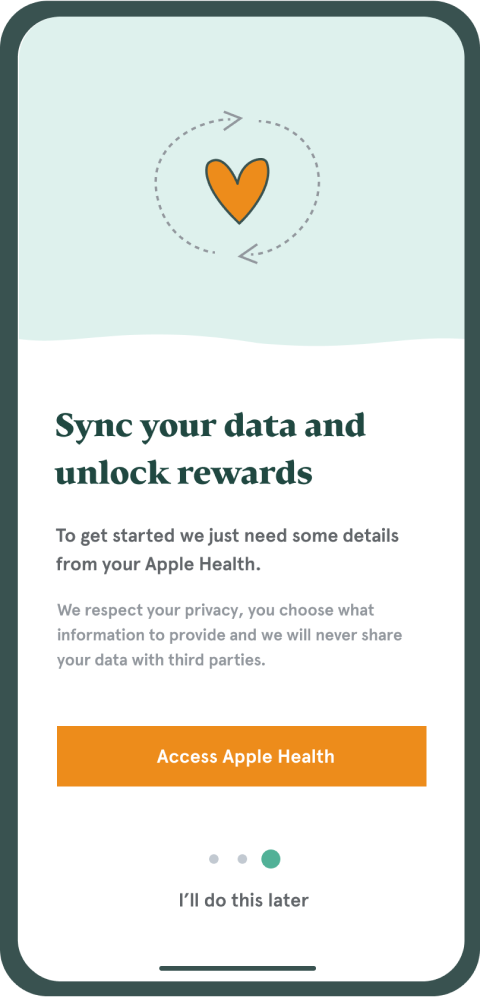 Sync your data and
unlock rewards
To get started we just need some details
from your Apple Health.
We respect your privacy, you choose what
information to provide and we will never share
your data with third parties.
Access Apple Health
I’ll do this later